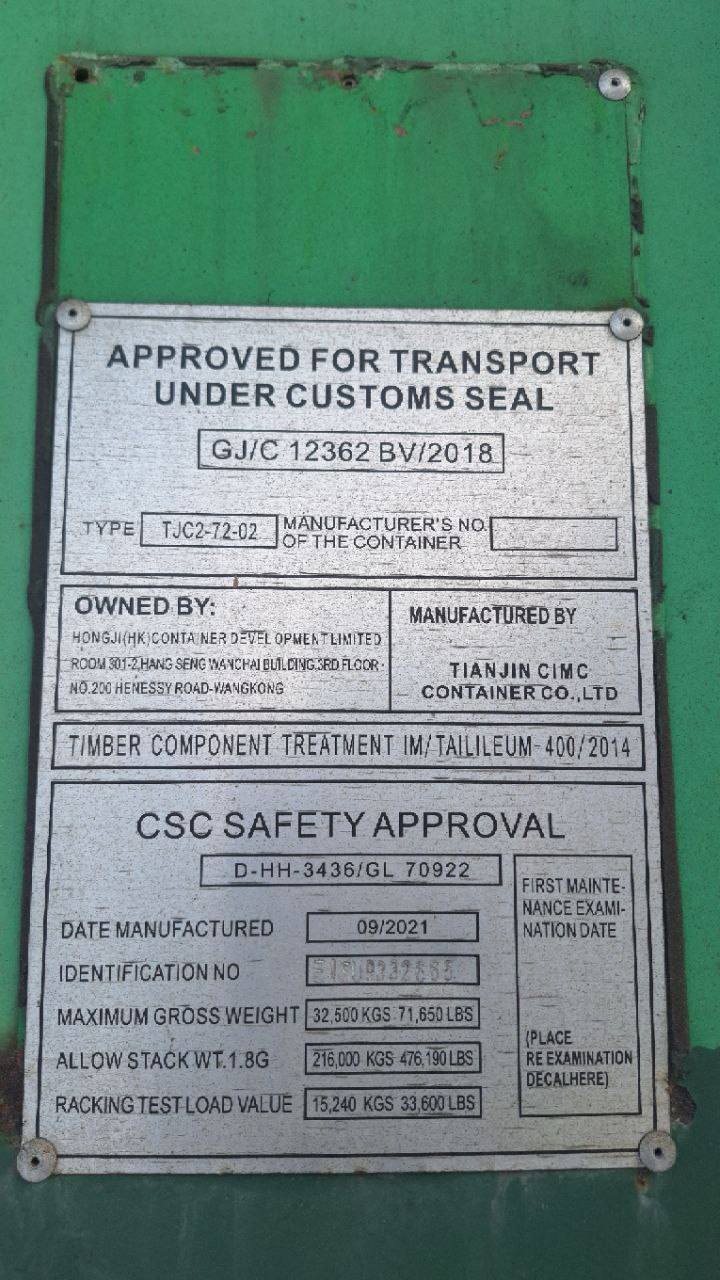 APPROVED FOR TRANSPORT
UNDER CUSTOMS SEAL
GJ/C 12362 BV/2018
TYPE TJC2-72-02 MANUFACTURER'S NO.
OF THE CONTAINER
OWNED BY:
HONGJI(HK)CONTAINER DEVELOPMENT LIMITED
ROOM 301-2,HANG SENG WANCHAI BUILDING,3RD FLOOR·
NO.200 HENESSY ROAD-WANGKONG
MANUFACTURED BY
TIANJIN CIMC
CONTAINER CO.,LTD
TIMBER COMPONENT TREATMENT IM/TAILILEUM-400/2014
CSC SAFETY APPROVAL
D-HH-3436/GL 70922
DATE MANUFACTURED 09/2021
IDENTIFICATION NO
MAXIMUM GROSS WEIGHT 32,500 KGS 71,650 LBS
ALLOW STACK WT.1.8G 216,000 KGS 476,190 LBS
RACKING TEST LOAD VALUE 15,240 KGS 33,600 LBS
FIRST MAINTE-
NANCE EXAMI-
NATION DATE
(PLACE
RE EXAMINATION
DECALHERE)